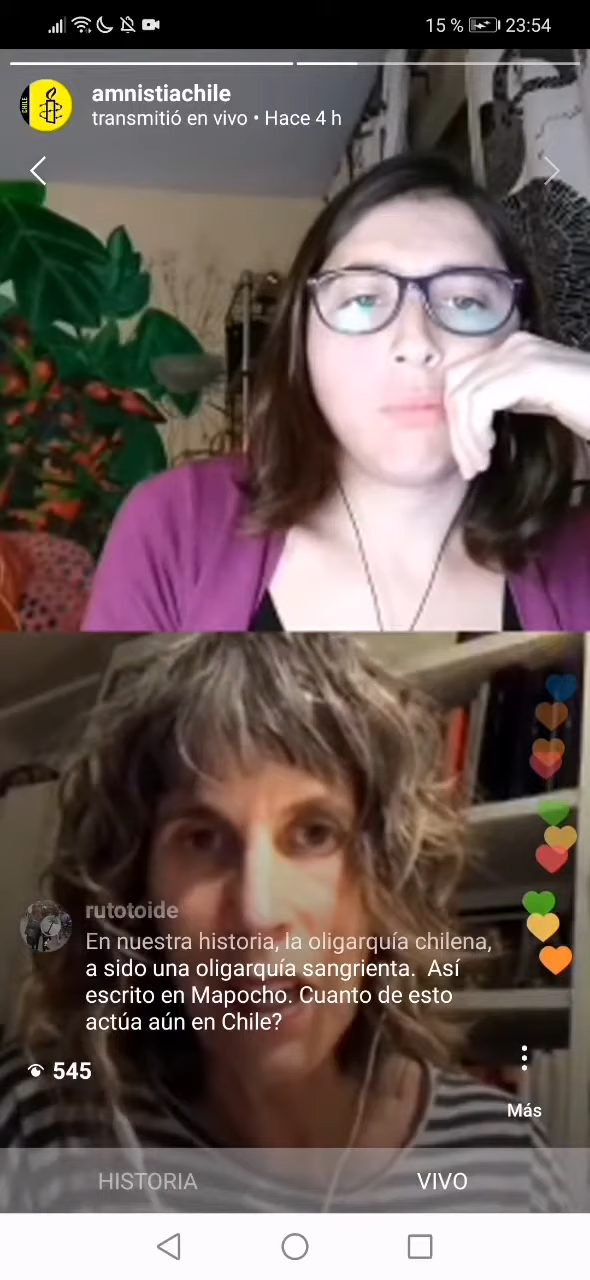 15 % 23:54
CHILE
amnistiachile
transmitió en vivo • Hace 4 h
rutotoide
En nuestra historia, la oligarquía chilena,
a sido una oligarquía sangrienta. Así
escrito en Mapocho. Cuanto de esto
actúa aún en Chile?
545
Más
HISTORIA VIVO